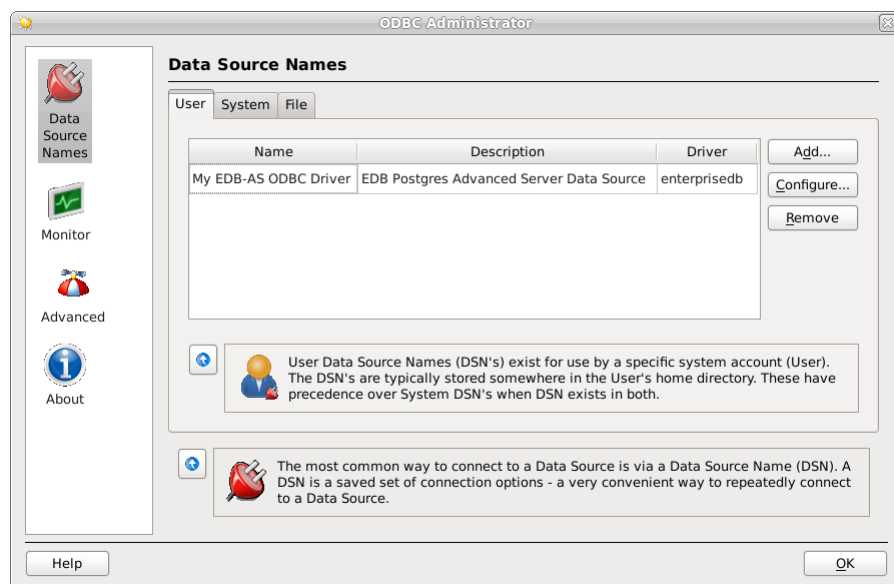 ODBC Administrator
Data
Source
Names
Monitor
Advanced
About
Data Source Names
User System File
Name Description Driver
My EDB-AS ODBC Driver EDB Postgres Advanced Server Data Source enterprisedb
Add...
Configure...
Remove
User Data Source Names (DSN's) exist for use by a specific system account (User).
The DSN's are typically stored somewhere in the User's home directory. These have
precedence over System DSN's when DSN exists in both.
The most common way to connect to a Data Source is via a Data Source Name (DSN). A
DSN is a saved set of connection options - a very convenient way to repeatedly connect
to a Data Source.
Help
OK